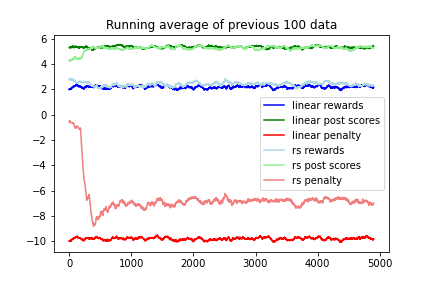 Running average of previous 100 data
6
4
2
0
−2
−4
−6
−8
−10
linear rewards
linear post scores
linear penalty
rs rewards
rs post scores
rs penalty
0 1000 2000 3000 4000 5000